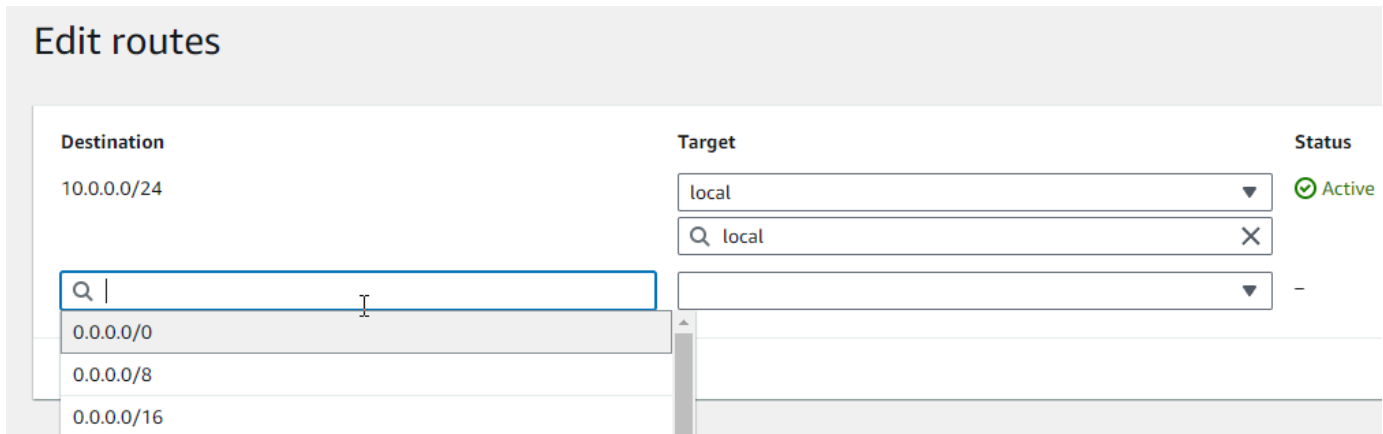 Edit routes
Destination Target Status
10.0.0.0/24 local Active
local
–
0.0.0.0/0
0.0.0.0/8
0.0.0.0/16